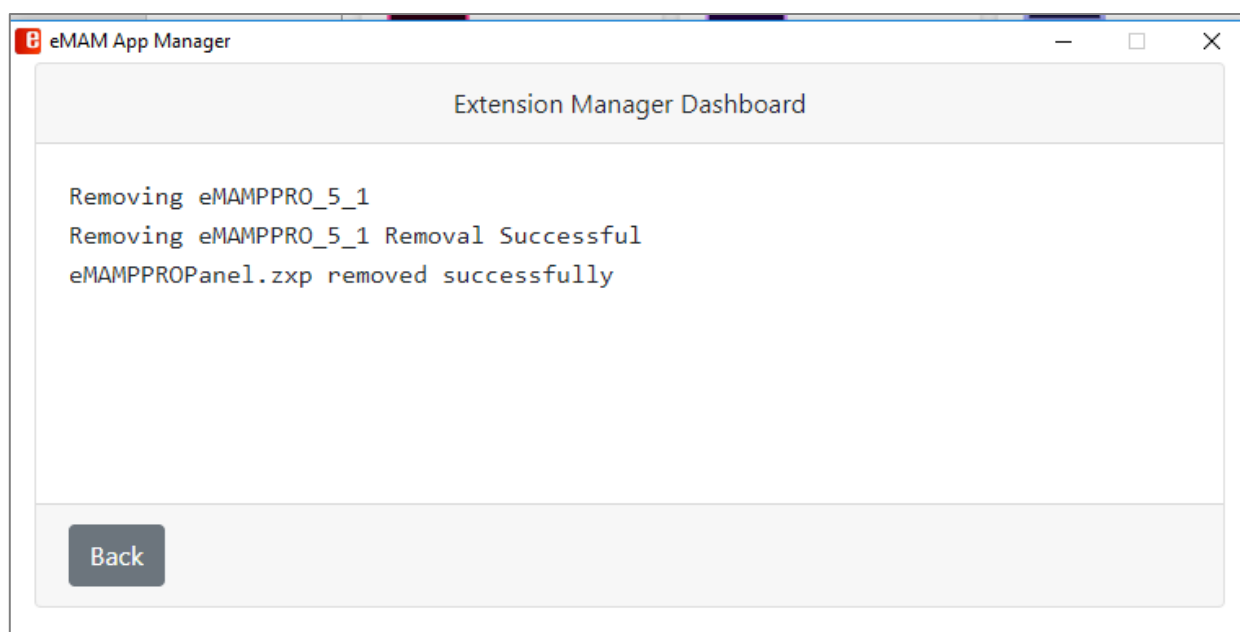 eMAM App Manager
Extension Manager Dashboard
Removing eMAMPPRO_5_1
Removing eMAMPPRO_5_1 Removal Successful
eMAMPPROPanel.zxp removed successfully
Back